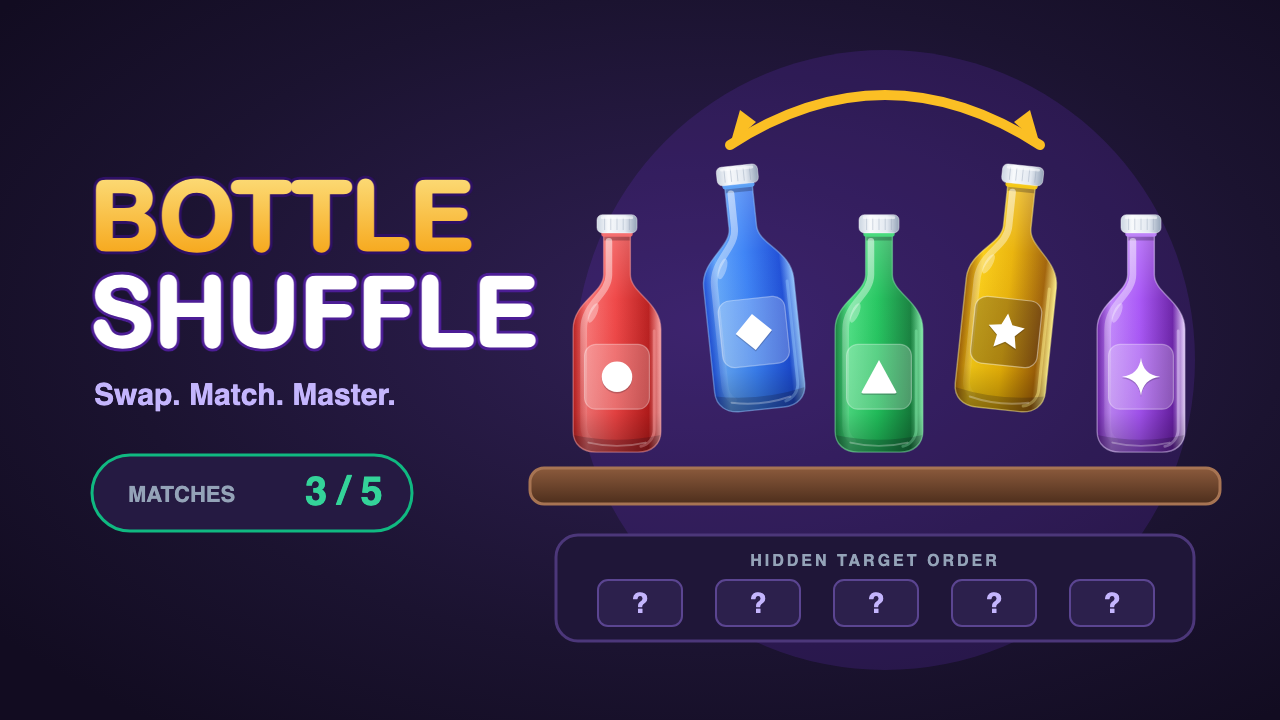 BOTTLE
SHUFFLE
Swap. Match. Master.
MATCHES 3 / 5
HIDDEN TARGET ORDER
? ? ? ? ?